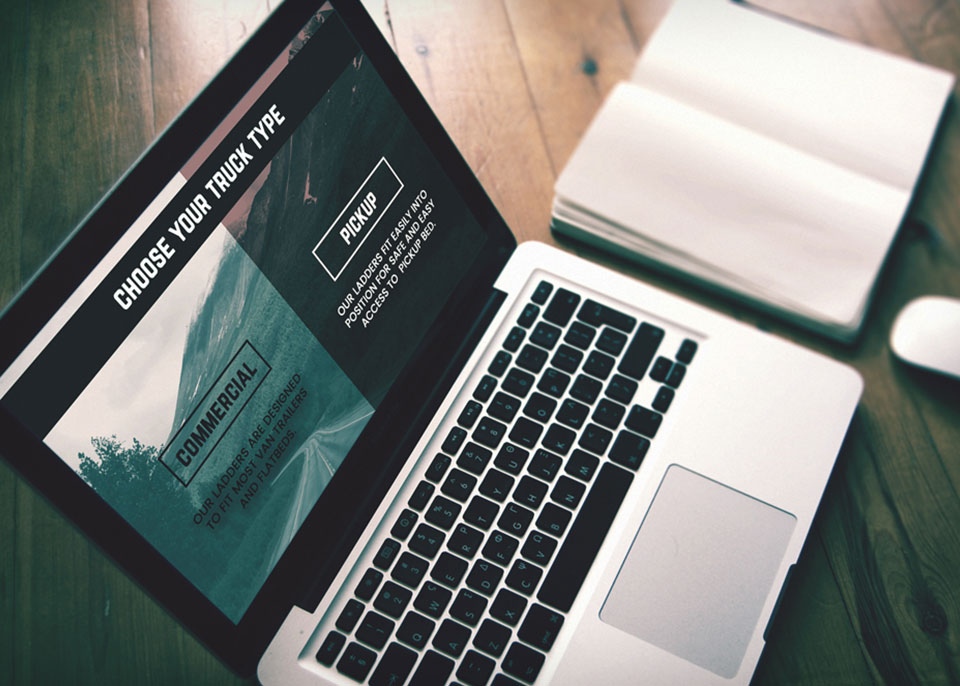 CHOOSE YOUR TRUCK TYPE
COMMERCIAL
OUR LADDERS ARE DESIGNED
TO FIT MOST VAN TRAILERS
AND FLATBEDS.
PICKUP
OUR LADDERS FIT EASILY INTO
POSITION FOR SAFE AND EASY
ACCESS TO PICKUP BED.